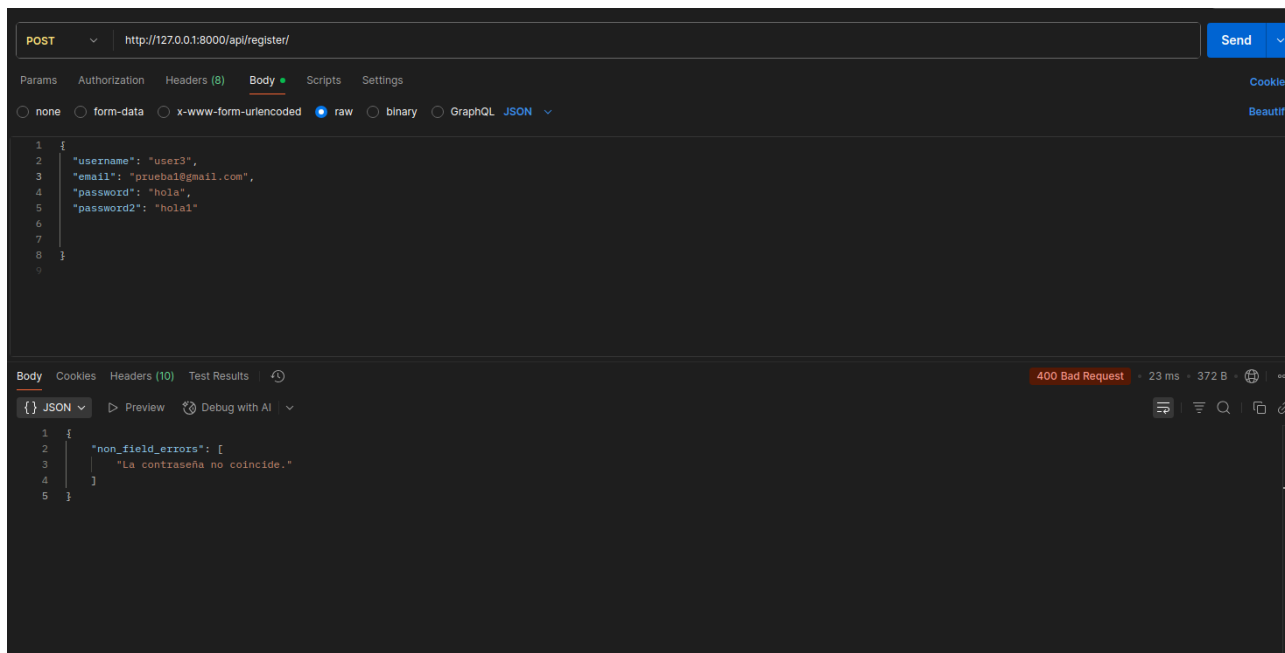 POST http://127.0.0.1:8000/api/register/ Send
Params Authorization Headers (8) Body Scripts Settings Cookie
none form-data x-www-form-urlencoded raw binary GraphQL JSON Beautif
1 {
2 "username": "user3",
3 "email": "prueba1@gmail.com",
4 "password": "hola",
5 "password2": "hola1"
6
7
8 }
9
Body Cookies Headers (10) Test Results 400 Bad Request • 23 ms • 372 B
{} JSON Preview Debug with AI
1 {
2 "non_field_errors": [
3 "La contraseña no coincide."
4 ]
5 }